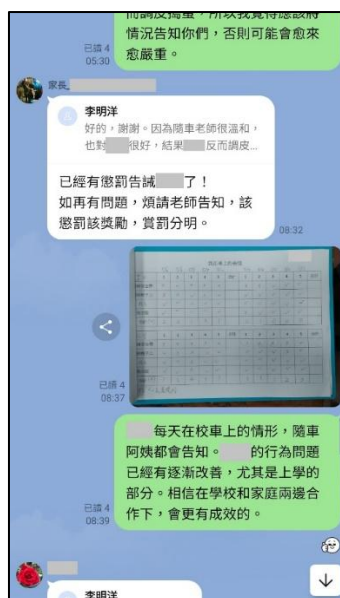 而調皮搗蛋，所以我覺得應該將
情況告知你們，否則可能會愈來
愈嚴重。
已讀 4
05:30
家長
李明洋
好的，謝謝。因為隨車老師很溫和，
也對 很好，結果 反而調皮...
已經有懲罰告誡 了！
如再有問題，煩請老師告知，該
懲罰該獎勵，賞罰分明。
08:32
已讀 4
08:37
每天在校車上的情形，隨車
阿姨都會告知。 的行為問題
已經有逐漸改善，尤其是上學的
部分。相信在學校和家庭兩邊合
作下，會更有成效的。
已讀 4
08:39
李明洋